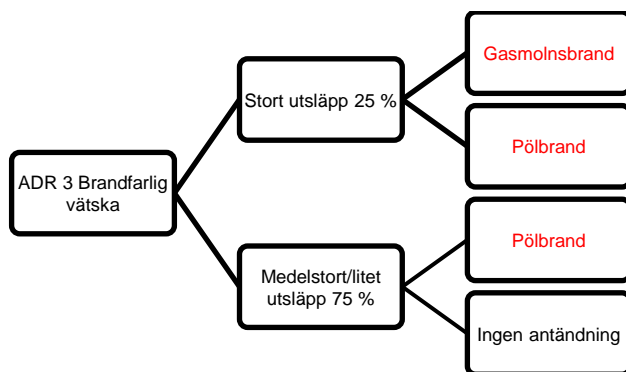 ADR 3 Brandfarlig
vätska
Stort utsläpp 25 %
Medelstort/litet
utsläpp 75 %
Gasmolnsbrand
Pölbrand
Pölbrand
Ingen antändning